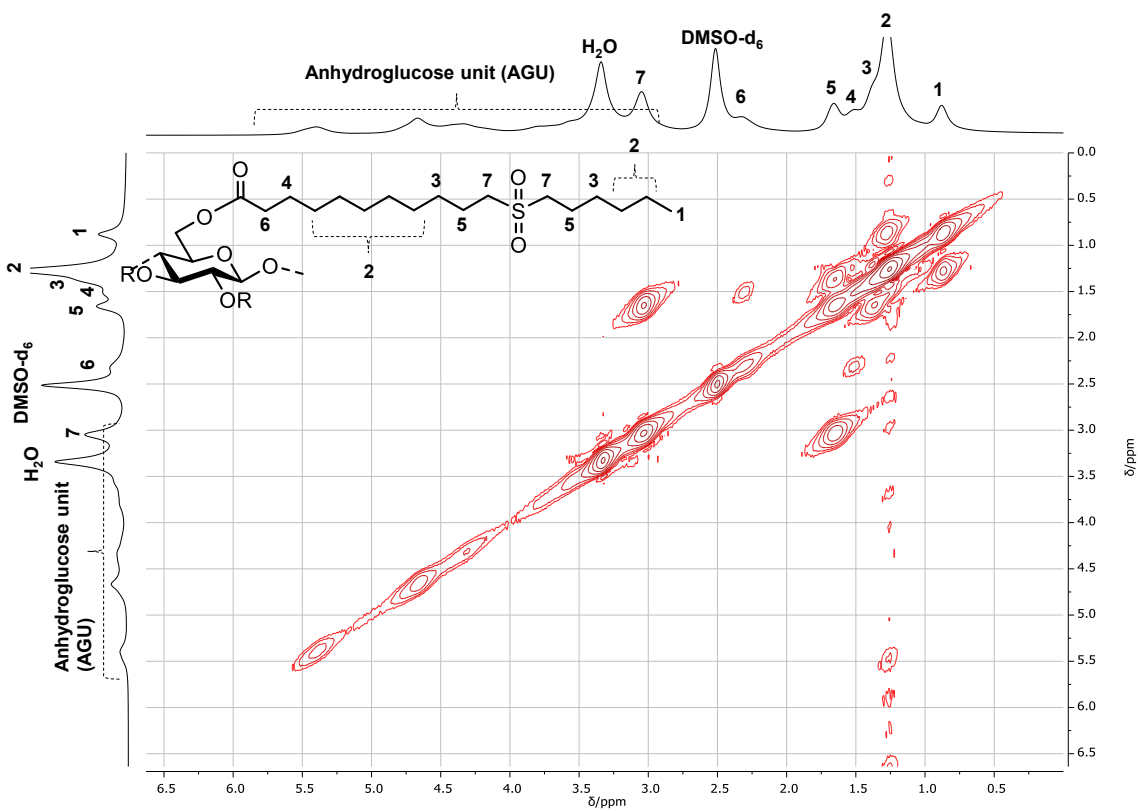 2
DMSO-d6
H2O
3
Anhydroglucose unit (AGU)
7
6
5
4
1
0.0
0.5
1.0
1.5
2.0
2.5
3.0
3.5
4.0
4.5
5.0
5.5
6.0
6.5
δ/ppm
2
O
4
3
7
O
7
3
O
6
5
S
5
1
O
2
O
O
RO
OR
O
1
2
3
4
5
6
DMSO-d6
7
H2O
Anhydroglucose unit
(AGU)
6.5
6.0
5.5
5.0
4.5
4.0
3.5
3.0
2.5
2.0
1.5
1.0
0.5
δ/ppm